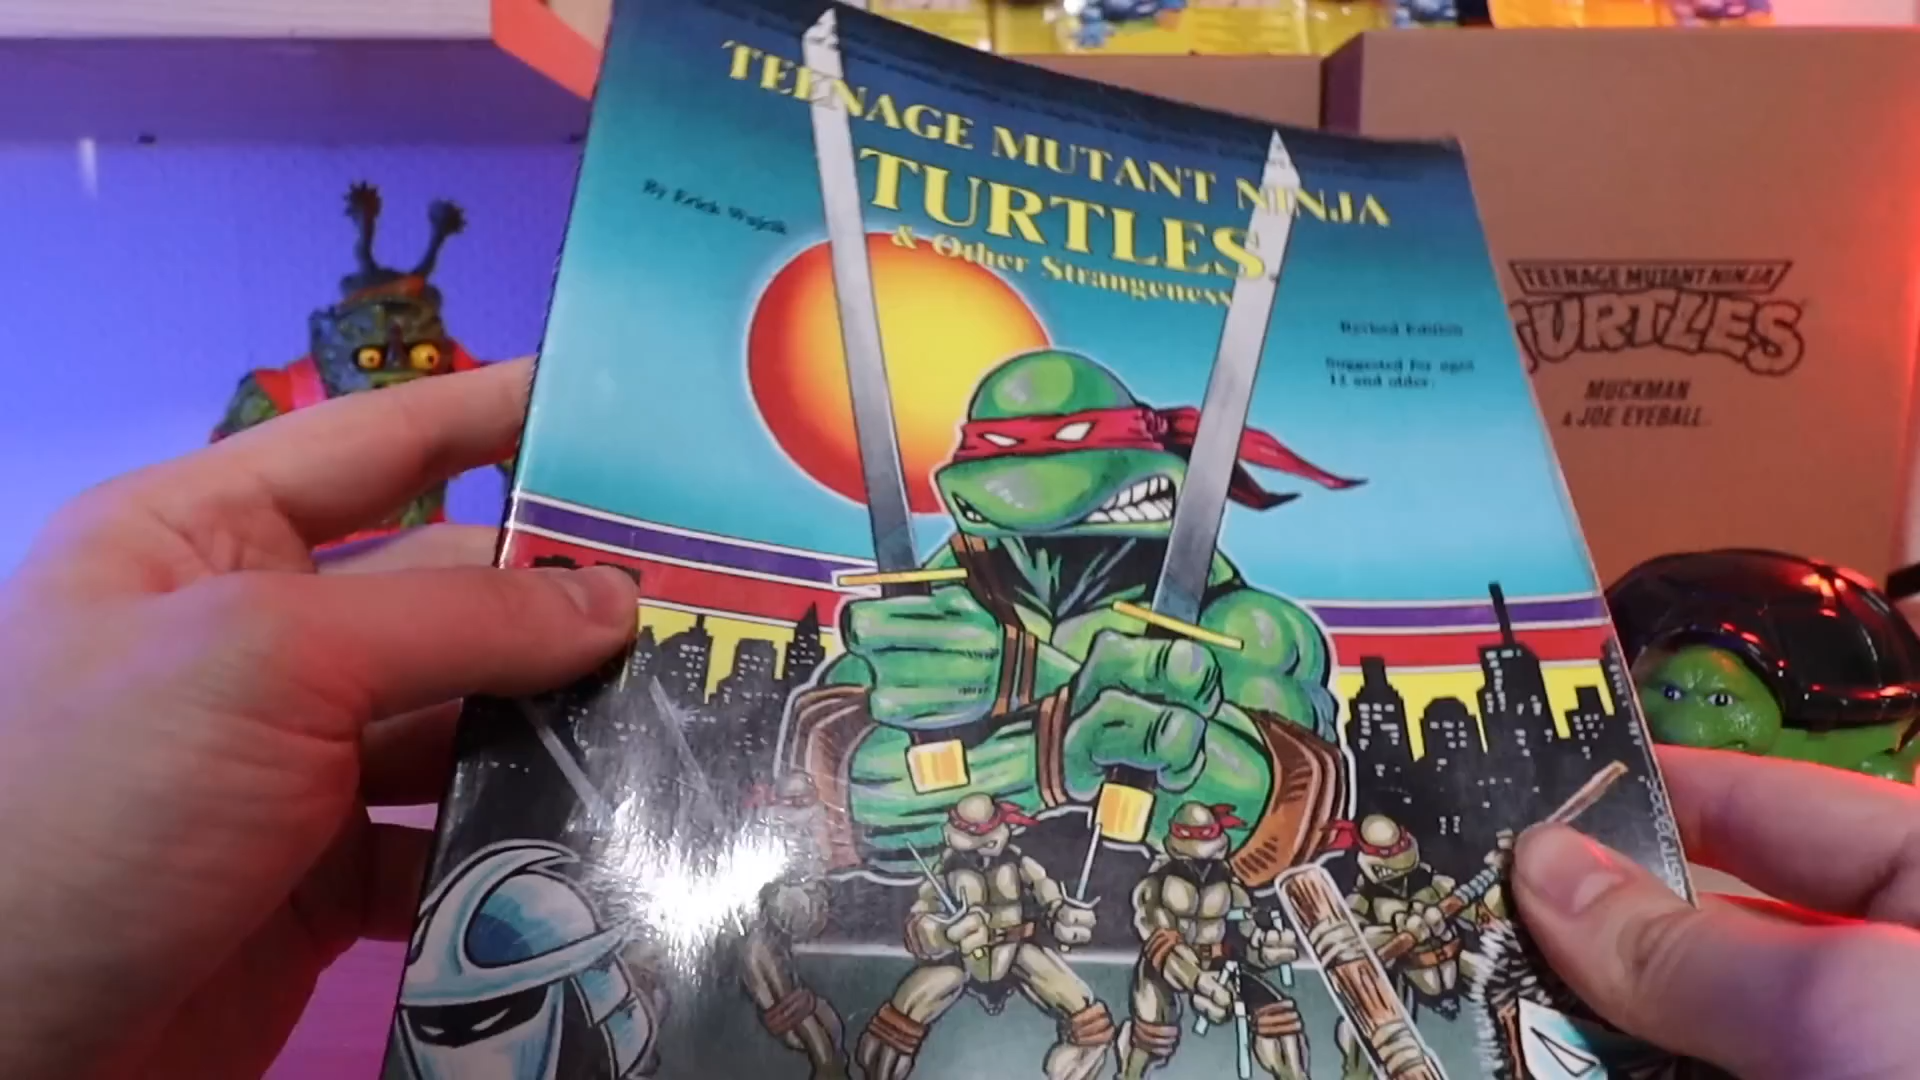 TEENAGE MUTANT NINJA
TURTLES
& Other Strangeness
By Erick Wujcik
Revised Edition
Suggested for ages
11 and older.
TEENAGE MUTANT NINJA
TURTLES
MUCKMAN
& JOE EYEBALL